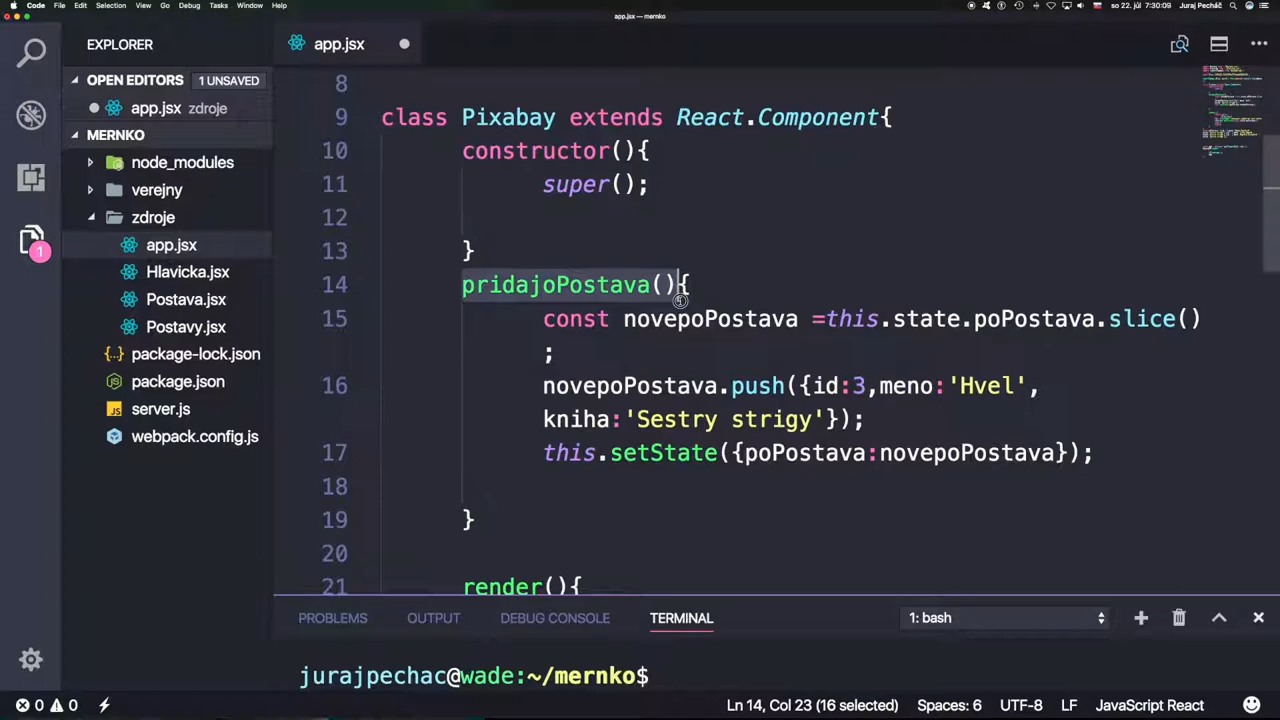 Code File Edit Selection View Go Debug Tasks Window Help so 22. júl 7:30:09 Juraj Pecháč
app.jsx — mernko
EXPLORER
OPEN EDITORS 1 UNSAVED
app.jsx zdroje
MERNKO
node_modules
verejny
zdroje
app.jsx
Hlavicka.jsx
Postava.jsx
Postavy.jsx
package-lock.json
package.json
server.js
webpack.config.js
1
app.jsx
8
9 class Pixabay extends React.Component{
10 constructor(){
11 super();
12
13 }
14 pridajoPostava(){
15 const novepoPostava =this.state.poPostava.slice()
;
16 novepoPostava.push({id:3,meno:'Hvel',
kniha:'Sestry strigy'});
17 this.setState({poPostava:novepoPostava});
18
19 }
20
21 render(){
PROBLEMS OUTPUT DEBUG CONSOLE TERMINAL 1: bash
jurajpechac@wade:~/mernko$
0 0 Ln 14, Col 23 (16 selected) Spaces: 6 UTF-8 LF JavaScript React